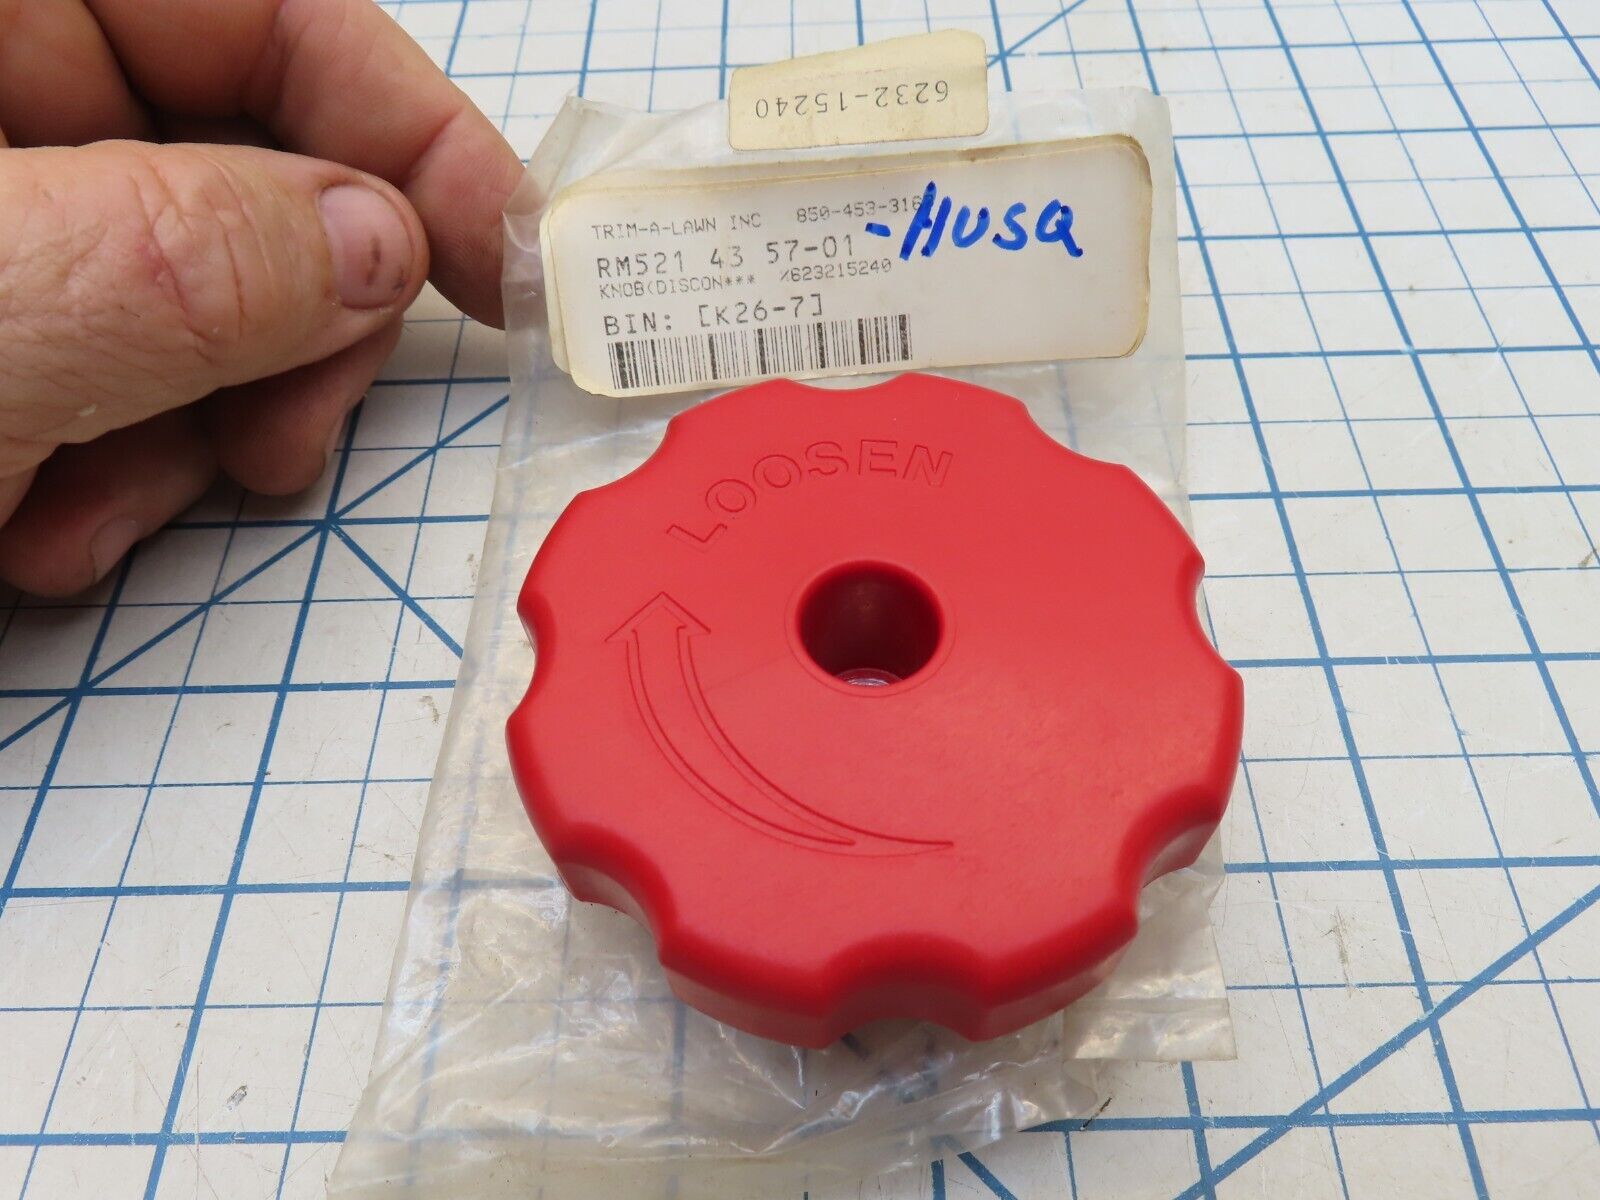 6232-15240
TRIM-A-LAWN INC 850-453-316
RM521 43 57-01 -HUSQ
KNOB(DISCON*** %623215240
BIN: [K26-7]
LOOSEN